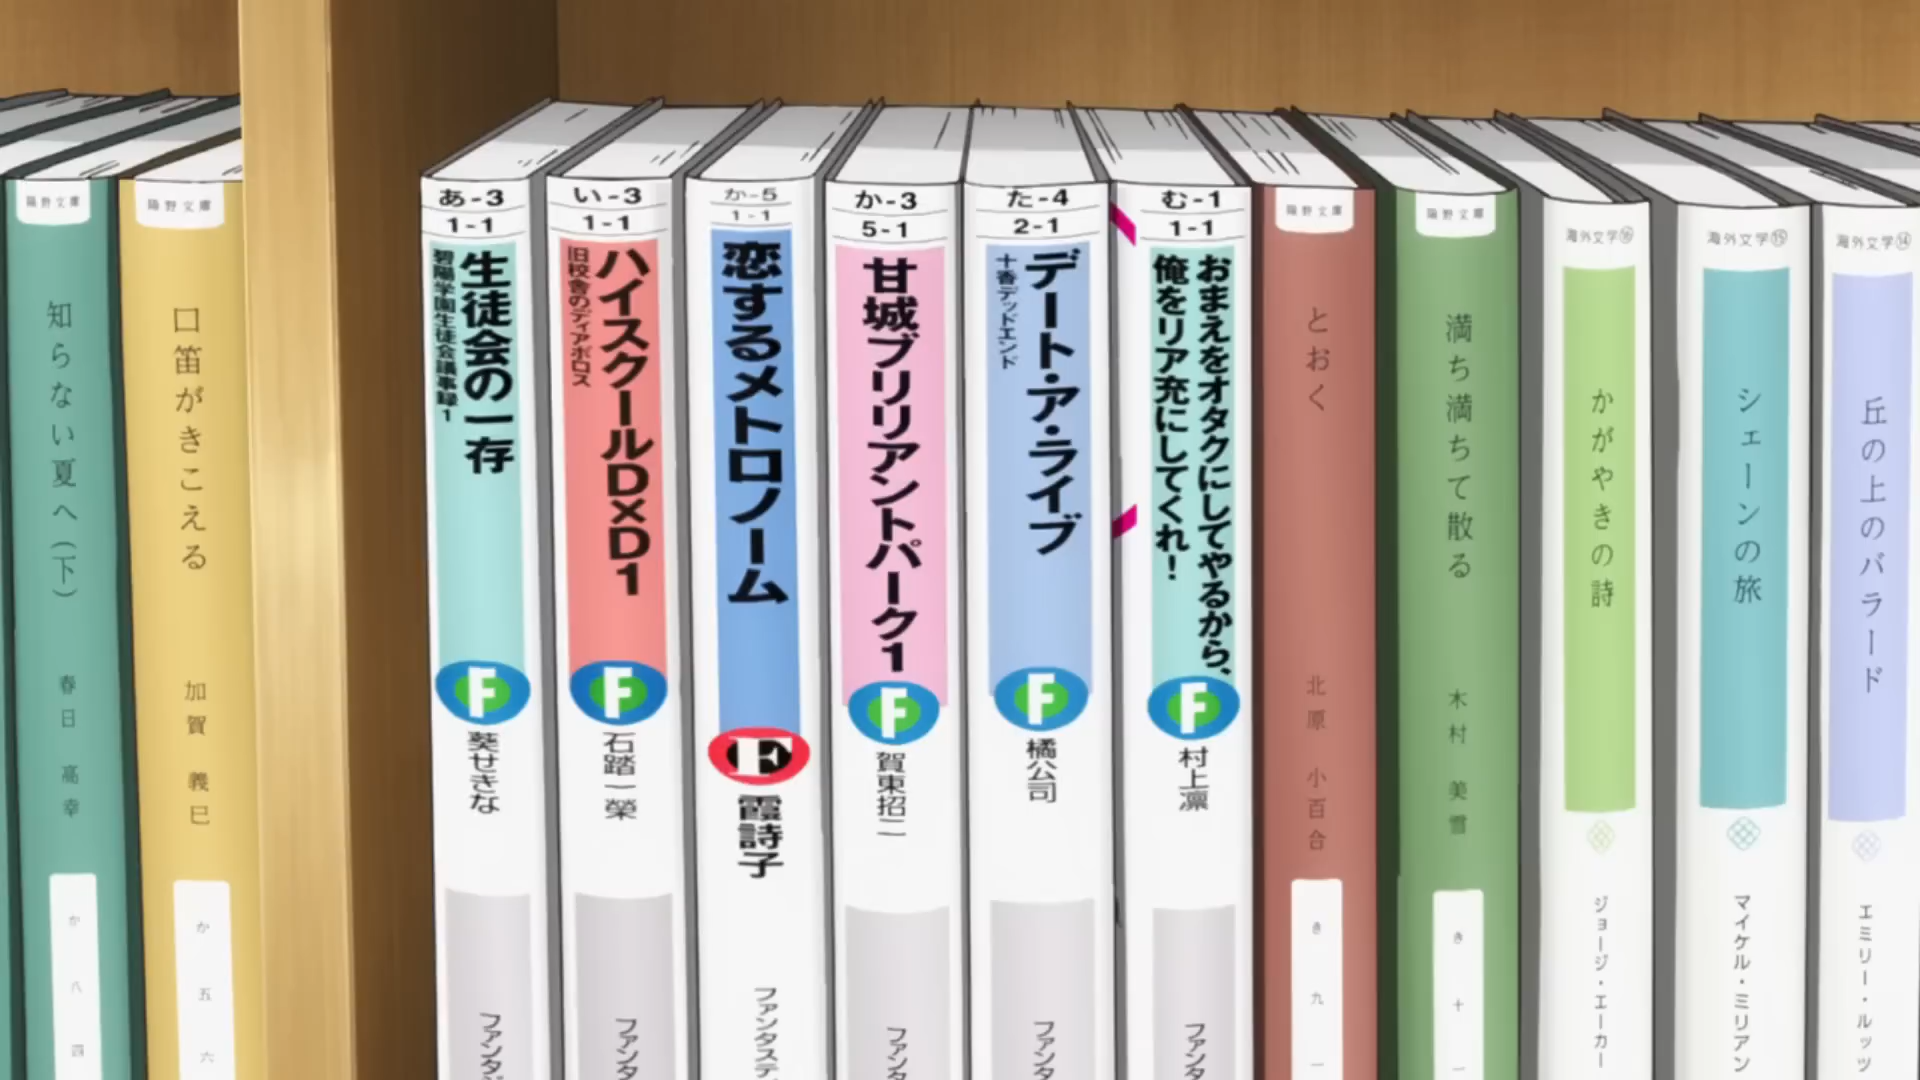 陽野文庫
知らない夏へ(下)
春日 高幸
か
八
四
陽野文庫
口笛がきこえる
加賀 義巳
か
五
六
あ-3
1-1
生徒会の一存
碧陽学園生徒会議事録1
F
葵せきな
ファンタジ
い-3
1-1
ハイスクールD×D1
旧校舎のディアボロス
F
石踏一榮
ファンタ
か-5
1-1
恋するメトロノーム
F
霞詩子
ファンタスティ
か-3
5-1
甘城ブリリアントパーク1
F
賀東招二
ファンタ
た-4
2-1
デート・ア・ライブ
十香デッドエンド
F
橘公司
ファンタ
む-1
1-1
おまえをオタクにしてやるから、
俺をリア充にしてくれ!
F
村上凛
ファンタ
陽野文庫
とおく
北原 小百合
き
九
一
陽野文庫
満ち満ちて散る
木村 美雪
き
十
一
海外文学⑯
かがやきの詩
ジョージ・エーカー
海外文学⑮
シェーンの旅
マイケル・ミリアン
海外文学⑭
丘の上のバラード
エミリー・ルッツ